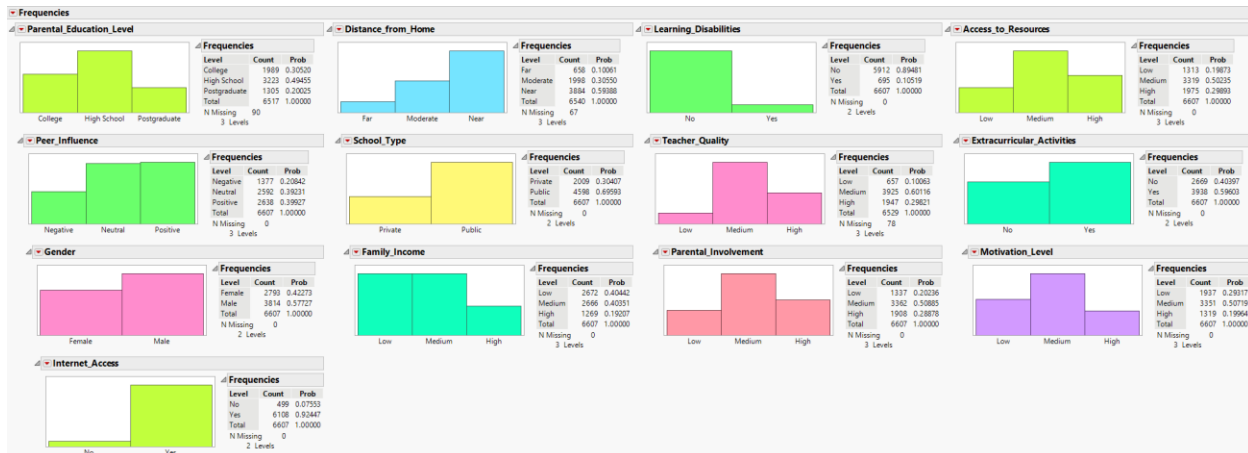 Frequencies
Parental_Education_Level
Frequencies
Level Count Prob
College 1989 0.30520
High School 3223 0.49455
Postgraduate 1305 0.20025
Total 6517 1.00000
N Missing 90
3 Levels
College High School Postgraduate
Distance_from_Home
Frequencies
Level Count Prob
Far 658 0.10061
Moderate 1998 0.30550
Near 3884 0.59388
Total 6540 1.00000
N Missing 67
3 Levels
Far Moderate Near
Learning_Disabilities
Frequencies
Level Count Prob
No 5912 0.89481
Yes 695 0.10519
Total 6607 1.00000
N Missing 0
2 Levels
No Yes
Access_to_Resources
Frequencies
Level Count Prob
Low 1313 0.19873
Medium 3319 0.50235
High 1975 0.29893
Total 6607 1.00000
N Missing 0
3 Levels
Low Medium High
Peer_Influence
Frequencies
Level Count Prob
Negative 1377 0.20842
Neutral 2592 0.39231
Positive 2638 0.39927
Total 6607 1.00000
N Missing 0
3 Levels
Negative Neutral Positive
School_Type
Frequencies
Level Count Prob
Private 2009 0.30407
Public 4598 0.69593
Total 6607 1.00000
N Missing 0
2 Levels
Private Public
Teacher_Quality
Frequencies
Level Count Prob
Low 657 0.10063
Medium 3925 0.60116
High 1947 0.29821
Total 6529 1.00000
N Missing 78
3 Levels
Low Medium High
Extracurricular_Activities
Frequencies
Level Count Prob
No 2669 0.40397
Yes 3938 0.59603
Total 6607 1.00000
N Missing 0
2 Levels
No Yes
Gender
Frequencies
Level Count Prob
Female 2793 0.42273
Male 3814 0.57727
Total 6607 1.00000
N Missing 0
2 Levels
Female Male
Family_Income
Frequencies
Level Count Prob
Low 2672 0.40442
Medium 2666 0.40351
High 1269 0.19207
Total 6607 1.00000
N Missing 0
3 Levels
Low Medium High
Parental_Involvement
Frequencies
Level Count Prob
Low 1337 0.20236
Medium 3362 0.50885
High 1908 0.28878
Total 6607 1.00000
N Missing 0
3 Levels
Low Medium High
Motivation_Level
Frequencies
Level Count Prob
Low 1937 0.29317
Medium 3351 0.50719
High 1319 0.19964
Total 6607 1.00000
N Missing 0
3 Levels
Low Medium High
Internet_Access
Frequencies
Level Count Prob
No 499 0.07553
Yes 6108 0.92447
Total 6607 1.00000
N Missing 0
2 Levels
No Yes